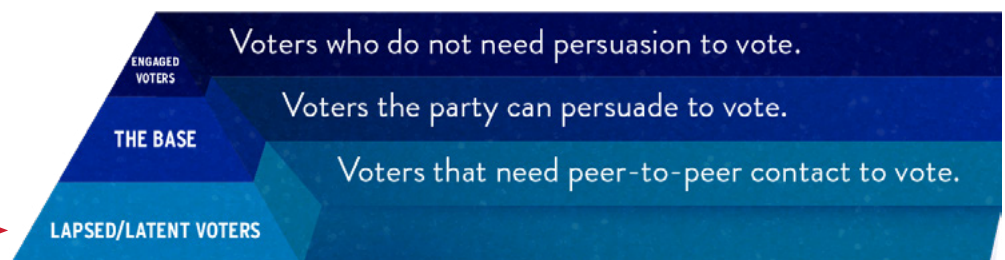 ENGAGED
VOTERS
Voters who do not need persuasion to vote.
THE BASE
Voters the party can persuade to vote.
LAPSED/LATENT VOTERS
Voters that need peer-to-peer contact to vote.